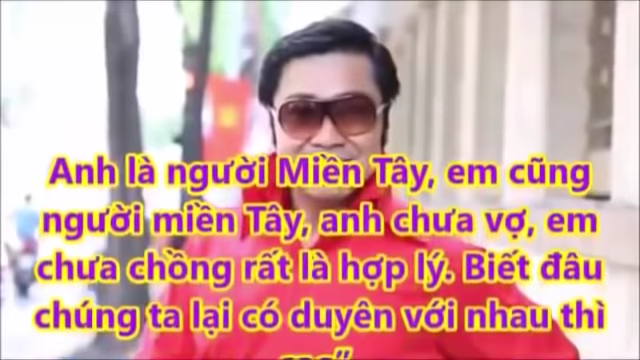 Anh là người Miền Tây, em cũng
người miền Tây, anh chưa vợ, em
chưa chồng rất là hợp lý. Biết đâu
chúng ta lại có duyên với nhau thì